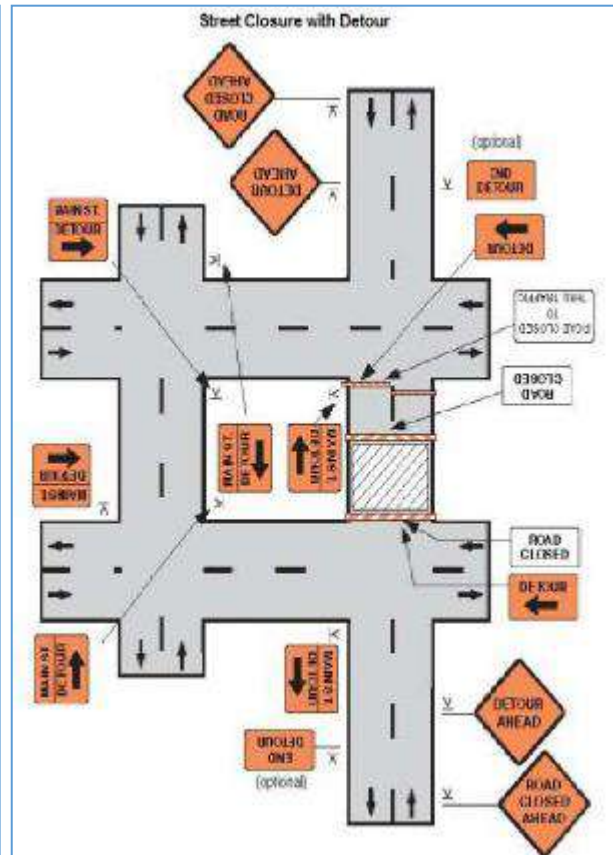 Street Closure with Detour
ROAD
CLOSED
AHEAD
DETOUR
AHEAD
(optional)
END
DETOUR
DETOUR
MAIN ST.
DETOUR
ROAD CLOSED
TO
THRU TRAFFIC
ROAD
CLOSED
MAIN ST.
DETOUR
MAIN ST.
DETOUR
MAIN ST.
DETOUR
ROAD
CLOSED
DETOUR
MAIN ST.
DETOUR
MAIN ST.
DETOUR
END
DETOUR
(optional)
DETOUR
AHEAD
ROAD
CLOSED
AHEAD